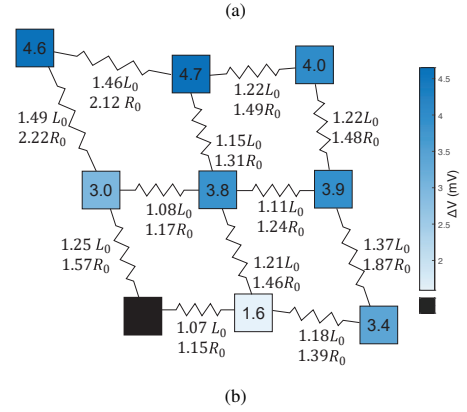 (a)
4.6
4.7
4.0
1.46L₀
2.12 R₀
1.22L₀
1.49R₀
1.49 L₀
2.22R₀
1.15L₀
1.31R₀
1.22L₀
1.48R₀
3.0
3.8
3.9
1.08L₀
1.17R₀
1.11L₀
1.24R₀
1.25 L₀
1.57R₀
1.21L₀
1.46R₀
1.37L₀
1.87R₀
1.6
3.4
1.07 L₀
1.15R₀
1.18L₀
1.39R₀
4.5
4
3.5
3
2.5
2
ΔV (mV)
(b)